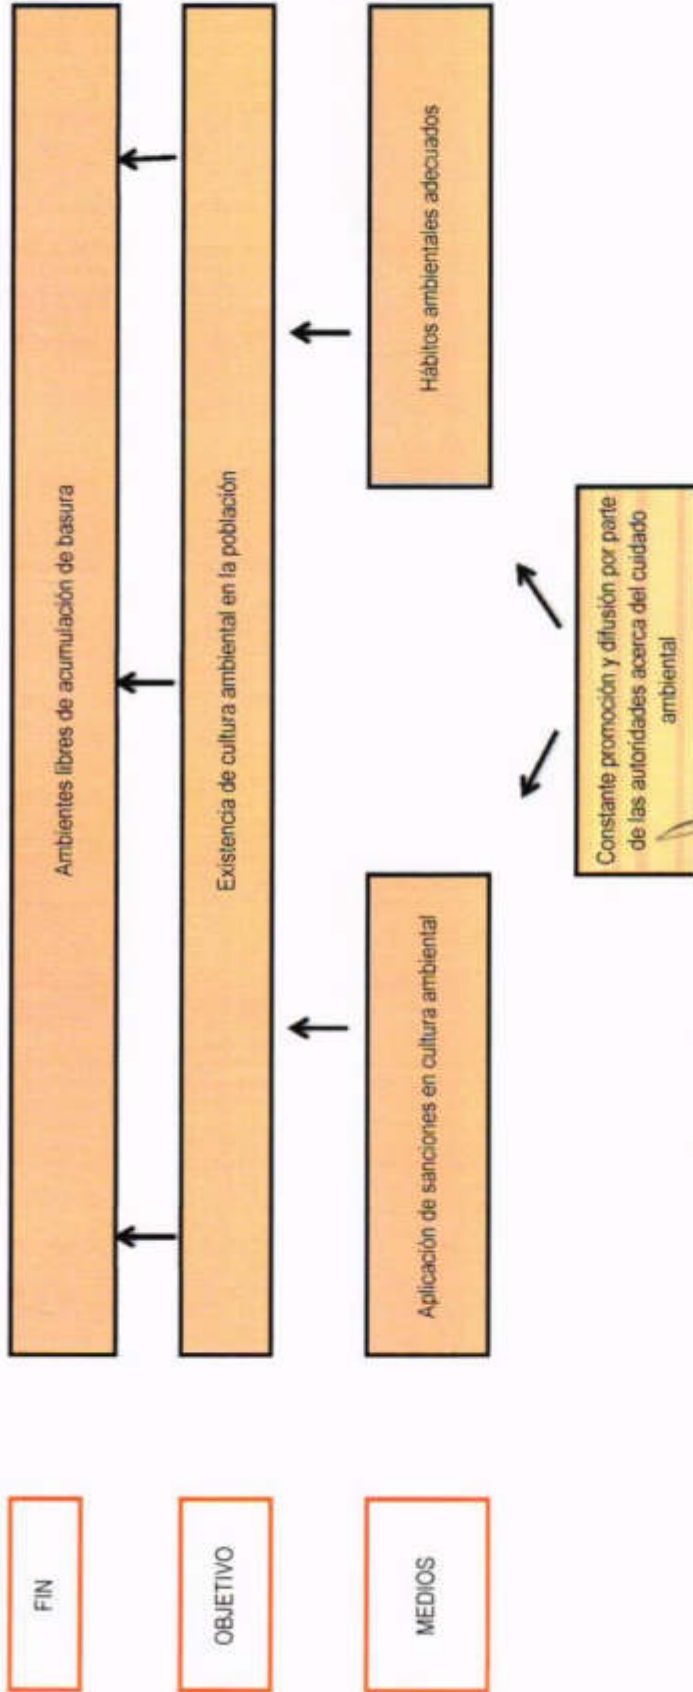 FIN
Ambientes libres de acumulación de basura
OBJETIVO
Existencia de cultura ambiental en la población
MEDIOS
Aplicación de sanciones en cultura ambiental
Hábitos ambientales adecuados
Constante promoción y difusión por parte
de las autoridades acerca del cuidado
ambiental